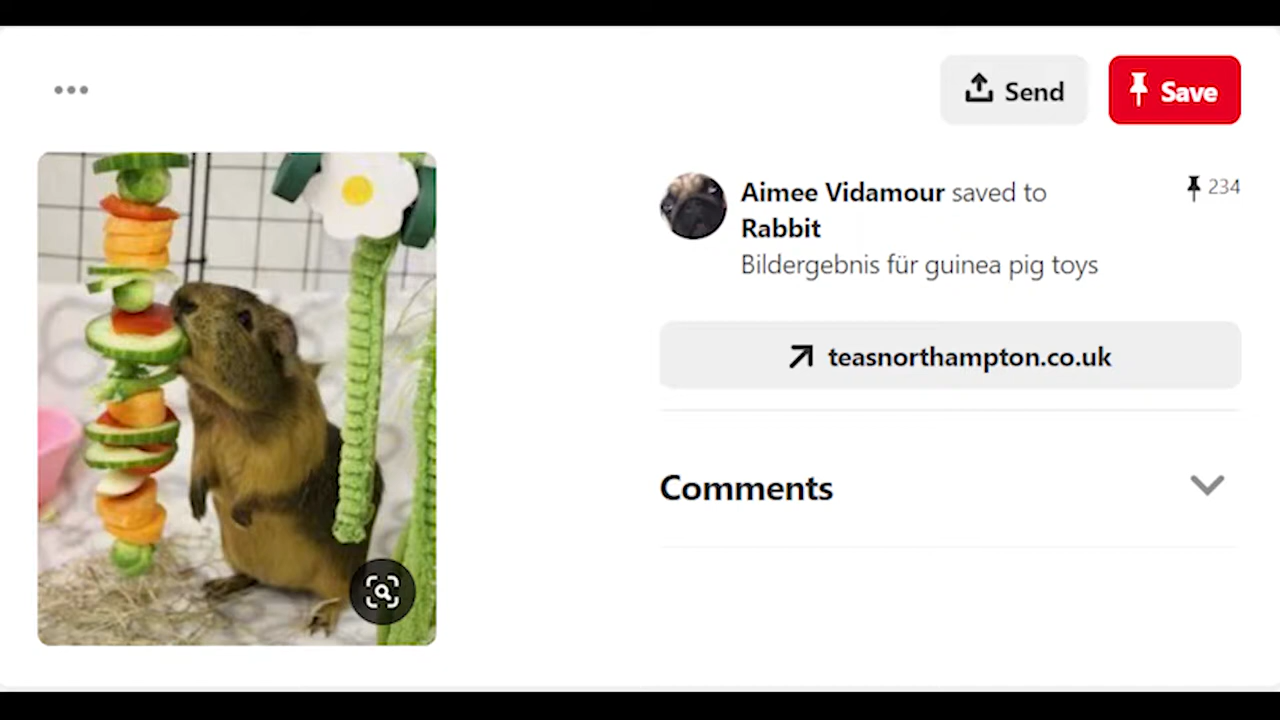 Send
Save
Aimee Vidamour saved to
Rabbit
234
Bildergebnis für guinea pig toys
teasnorthampton.co.uk
Comments